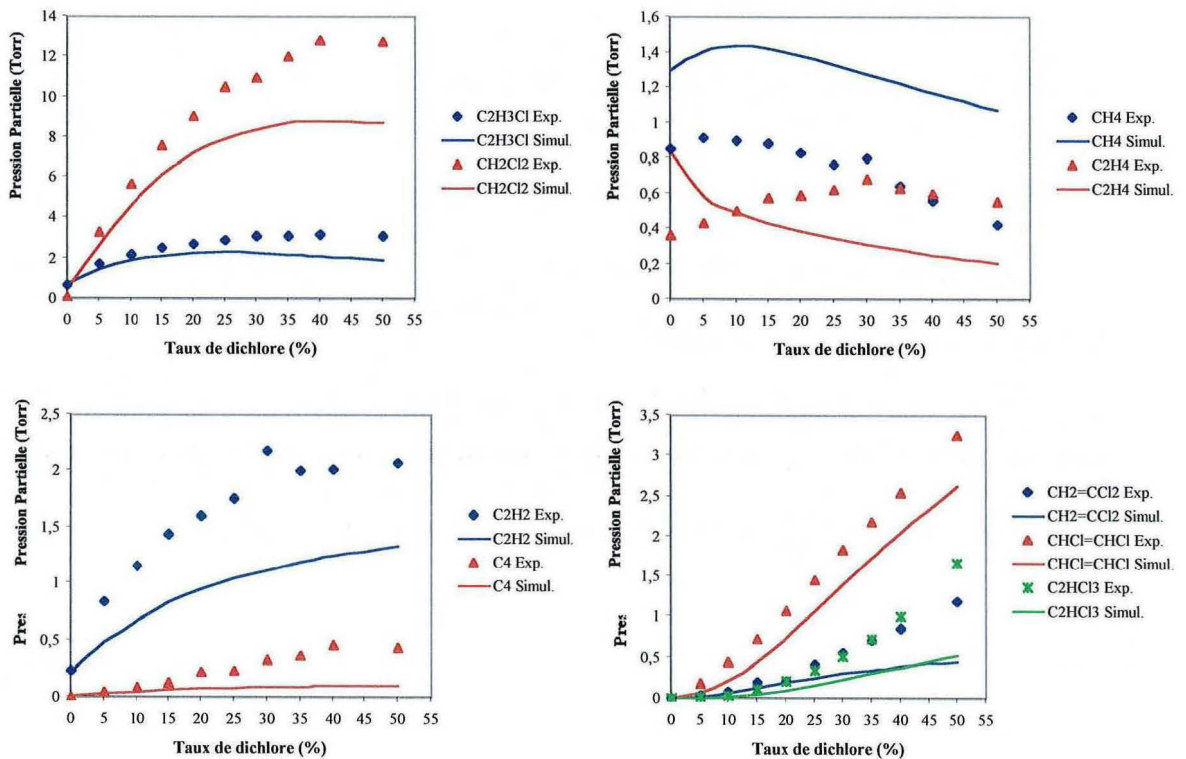 Pression Partielle (Torr)
14
12
10
8
6
4
2
0
0 5 10 15 20 25 30 35 40 45 50 55
Taux de dichlore (%)
C2H3Cl Exp.
C2H3Cl Simul.
CH2Cl2 Exp.
CH2Cl2 Simul.
Pression Partielle (Torr)
1,6
1,4
1,2
1
0,8
0,6
0,4
0,2
0
0 5 10 15 20 25 30 35 40 45 50 55
Taux de dichlore (%)
CH4 Exp.
CH4 Simul.
C2H4 Exp.
C2H4 Simul.
Pression Partielle (Torr)
Pres
2,5
2
1,5
1
0,5
0
0 5 10 15 20 25 30 35 40 45 50 55
Taux de dichlore (%)
C2H2 Exp.
C2H2 Simul.
C4 Exp.
C4 Simul.
Pression Partielle (Torr)
Pres
3,5
3
2,5
2
1,5
1
0,5
0
0 5 10 15 20 25 30 35 40 45 50 55
Taux de dichlore (%)
CH2=CCl2 Exp.
CH2=CCl2 Simul.
CHCl=CHCl Exp.
CHCl=CHCl Simul.
C2HCl3 Exp.
C2HCl3 Simul.